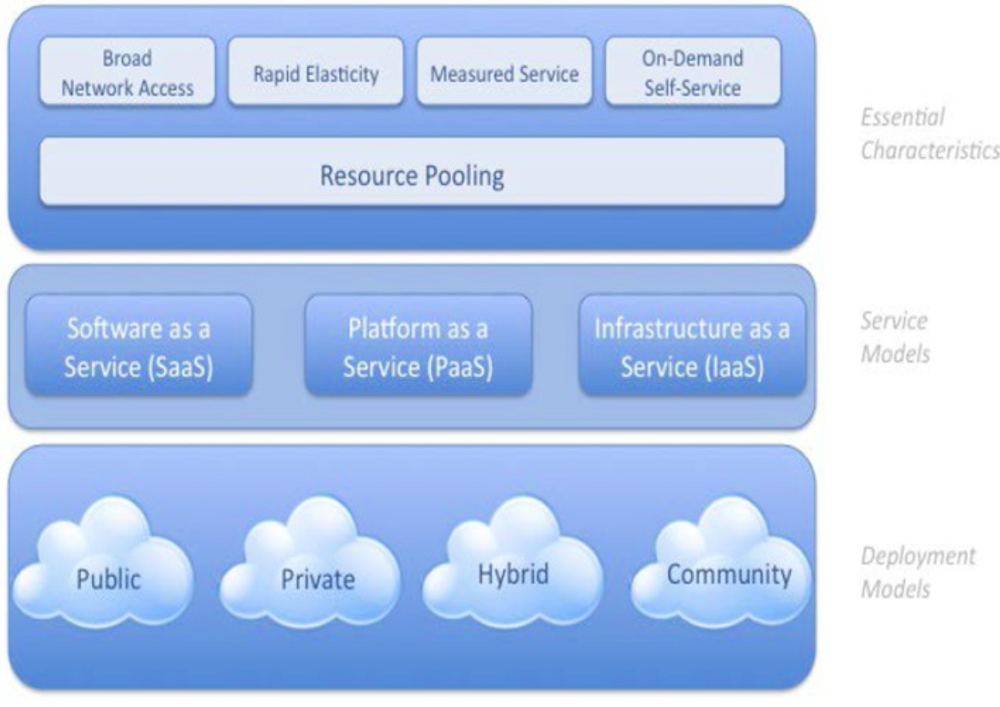 Broad
Network Access
Rapid Elasticity
Measured Service
On-Demand
Self-Service
Resource Pooling
Essential
Characteristics
Software as a
Service (SaaS)
Platform as a
Service (PaaS)
Infrastructure as a
Service (IaaS)
Service
Models
Public
Private
Hybrid
Community
Deployment
Models